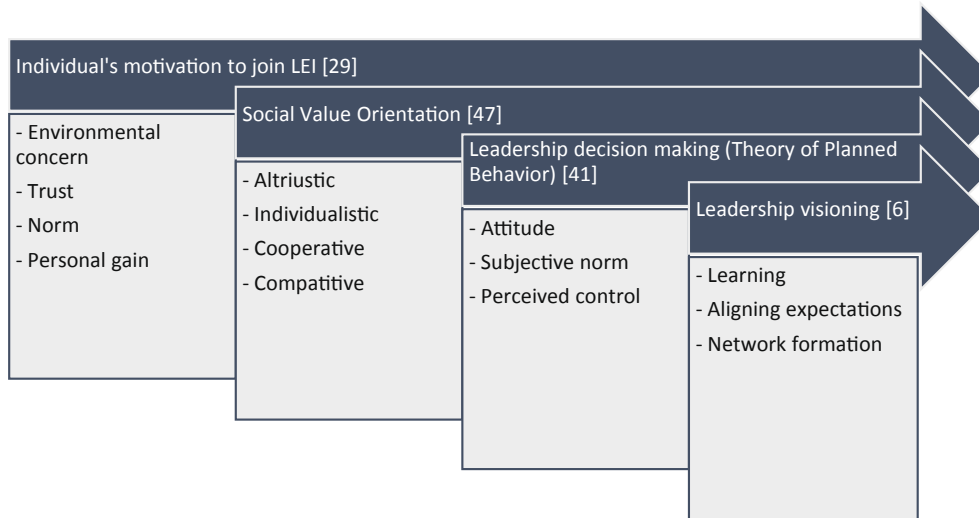 Individual's motivation to join LEI [29]
- Environmental
concern
- Trust
- Norm
- Personal gain
Social Value Orientation [47]
- Altriustic
- Individualistic
- Cooperative
- Compatitive
Leadership decision making (Theory of Planned
Behavior) [41]
- Attitude
- Subjective norm
- Perceived control
Leadership visioning [6]
- Learning
- Aligning expectations
- Network formation